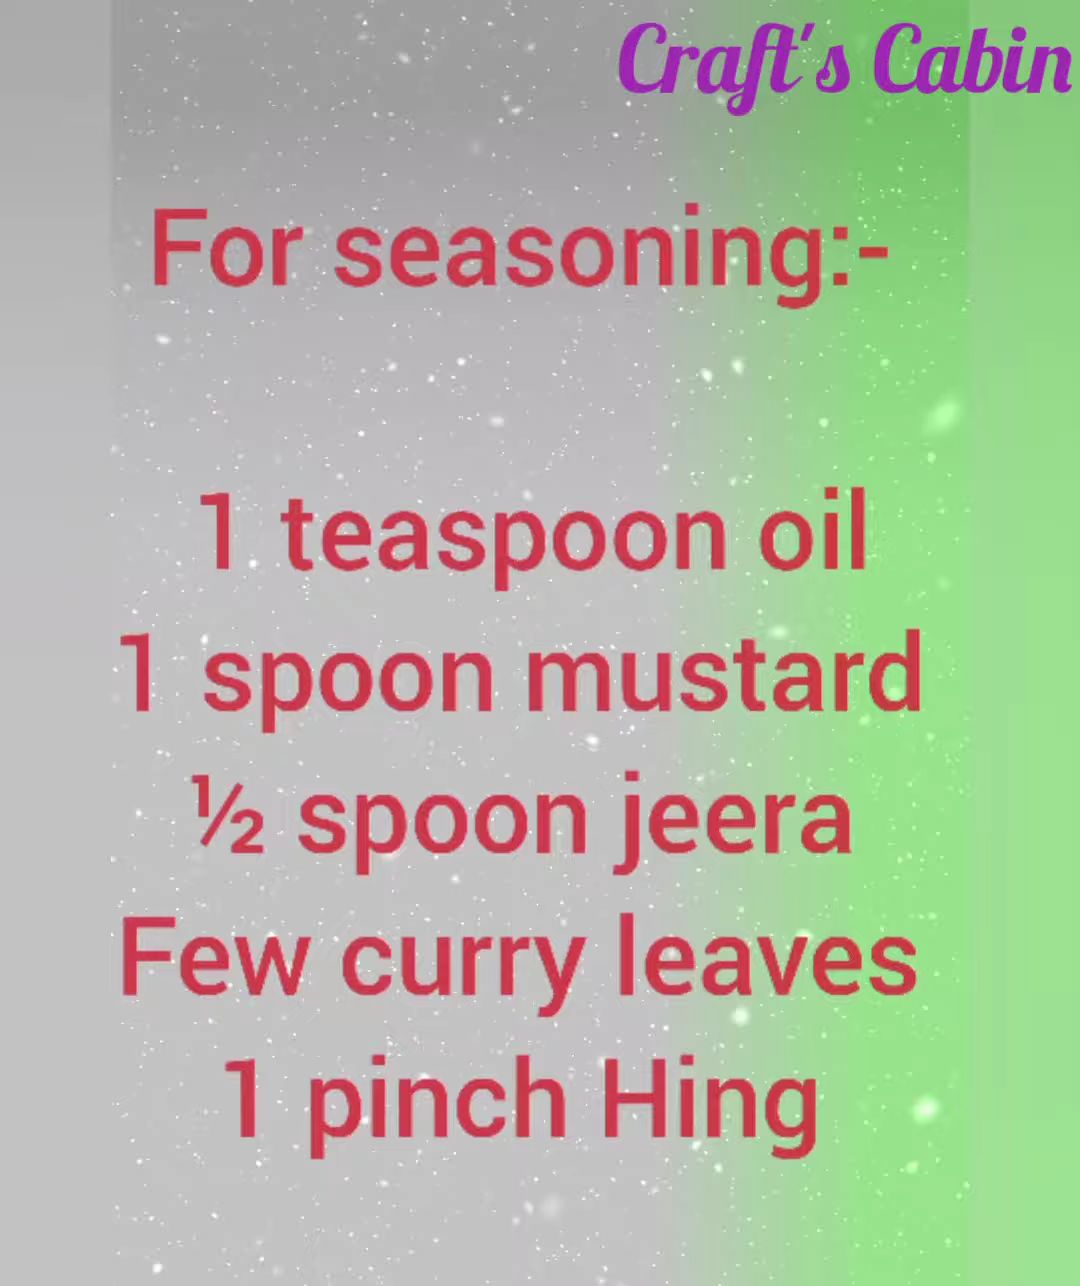 Craft's Cabin
For seasoning:-
1 teaspoon oil
1 spoon mustard
½ spoon jeera
Few curry leaves
1 pinch Hing